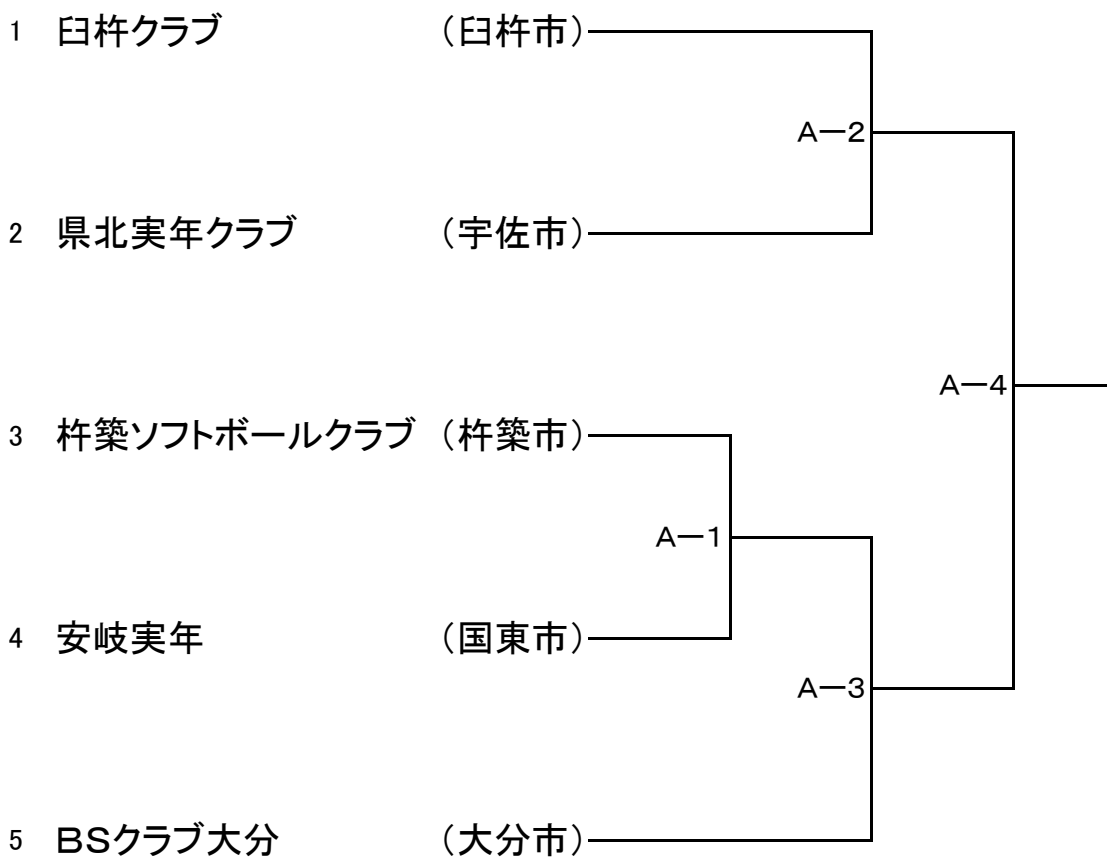 1 臼杵クラブ （臼杵市）
A－2
2 県北実年クラブ （宇佐市）
A－4
3 杵築ソフトボールクラブ （杵築市）
A－1
4 安岐実年 （国東市）
A－3
5 BSクラブ大分 （大分市）